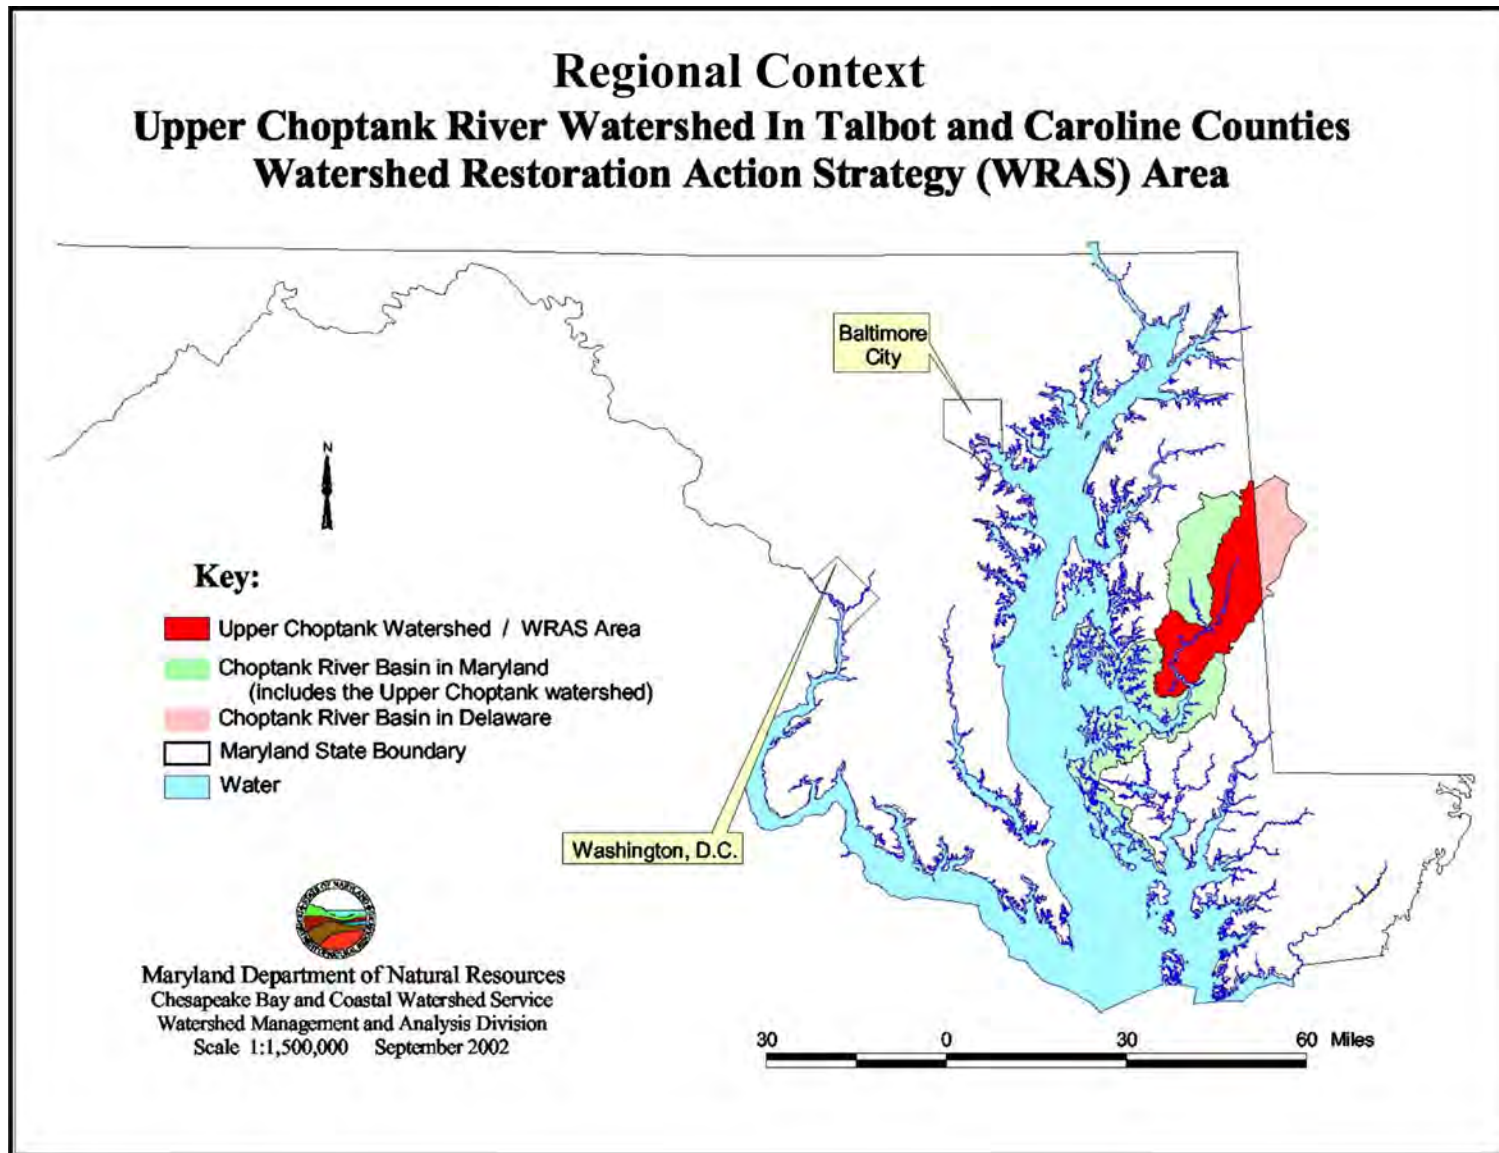 Regional Context
Upper Choptank River Watershed In Talbot and Caroline Counties
Watershed Restoration Action Strategy (WRAS) Area
Baltimore
City
N
Key:
Upper Choptank Watershed / WRAS Area
Choptank River Basin in Maryland
(includes the Upper Choptank watershed)
Choptank River Basin in Delaware
Maryland State Boundary
Water
Washington, D.C.
Maryland Department of Natural Resources
Chesapeake Bay and Coastal Watershed Service
Watershed Management and Analysis Division
Scale 1:1,500,000 September 2002
30 0 30 60 Miles